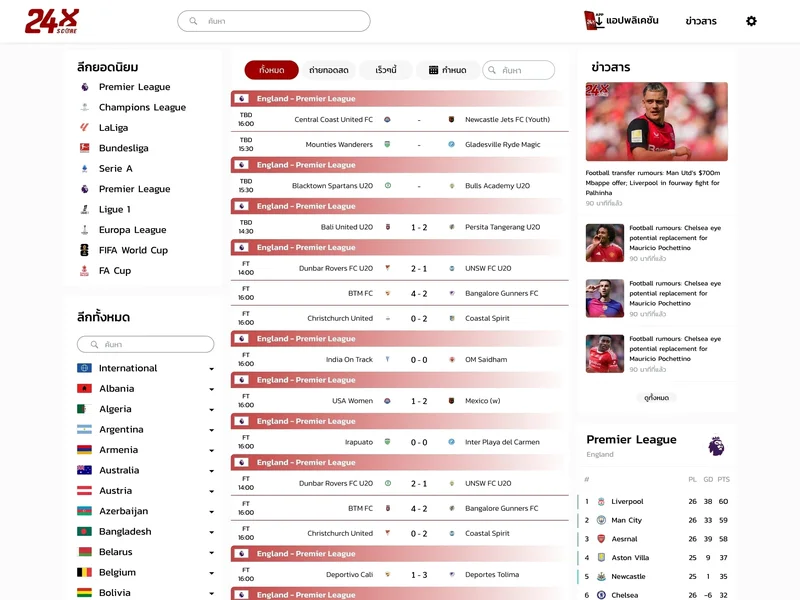 24X
SCORE
ค้นหา
แอปพลิเคชัน
ข่าวสาร
ลีกยอดนิยม
Premier League
Champions League
LaLiga
Bundesliga
Serie A
Premier League
Ligue 1
Europa League
FIFA World Cup
FA Cup
ลีกทั้งหมด
ค้นหา
International
Albania
Algeria
Argentina
Armenia
Australia
Austria
Azerbaijan
Bangladesh
Belarus
Belgium
Bolivia
ทั้งหมด
ถ่ายทอดสด
เร็วๆนี้
กำหนด
ค้นหา
England - Premier League
TBD 16:00 Central Coast United FC - Newcastle Jets FC (Youth)
TBD 15:30 Mounties Wanderers - Gladesville Ryde Magic
England - Premier League
TBD 15:30 Blacktown Spartans U20 - Bulls Academy U20
England - Premier League
TBD 14:30 Bali United U20 1 - 2 Persita Tangerang U20
England - Premier League
FT 14:00 Dunbar Rovers FC U20 2 - 1 UNSW FC U20
FT 16:00 BTM FC 4 - 2 Bangalore Gunners FC
FT 16:00 Christchurch United 0 - 2 Coastal Spirit
England - Premier League
FT 16:00 India On Track 0 - 0 OM Saidham
England - Premier League
FT 16:00 USA Women 1 - 2 Mexico (w)
England - Premier League
FT 16:00 Irapuato 0 - 0 Inter Playa del Carmen
England - Premier League
FT 14:00 Dunbar Rovers FC U20 2 - 1 UNSW FC U20
FT 16:00 BTM FC 4 - 2 Bangalore Gunners FC
FT 16:00 Christchurch United 0 - 2 Coastal Spirit
England - Premier League
FT 16:00 Deportivo Cali 1 - 3 Deportes Tolima
England - Premier League
ข่าวสาร
24X
Football transfer rumours: Man Utd's $700m
Mbappe offer; Liverpool in fourway fight for
Palhinha
90 นาทีที่แล้ว
Football rumours: Chelsea eye
potential replacement for
Mauricio Pochettino
90 นาทีที่แล้ว
Football rumours: Chelsea eye
potential replacement for
Mauricio Pochettino
90 นาทีที่แล้ว
Football rumours: Chelsea eye
potential replacement for
Mauricio Pochettino
90 นาทีที่แล้ว
ดูทั้งหมด
Premier League
England
# PL GD PTS
1 Liverpool 26 38 60
2 Man City 26 33 59
3 Aesrnal 26 39 58
4 Aston Villa 25 9 37
5 Newcastle 25 1 35
6 Chelsea 26 -6 32